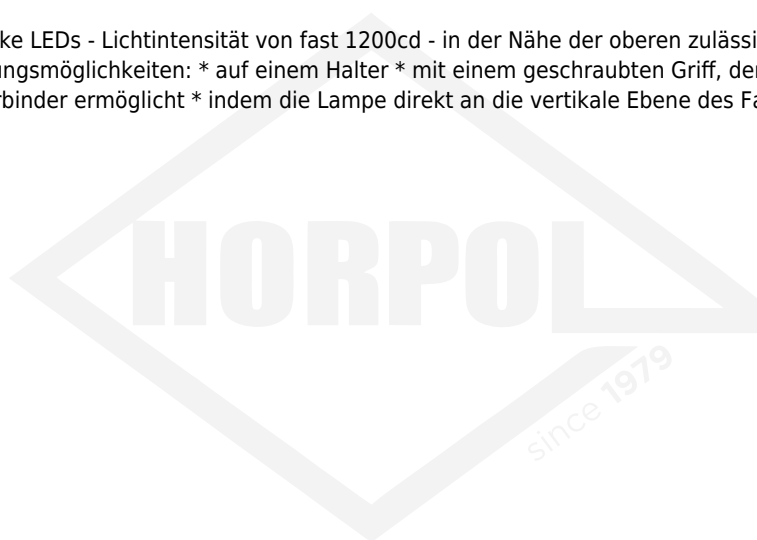 ke LEDs - Lichtintensität von fast 1200cd - in der Nähe der oberen zulässi
ungsmöglichkeiten: * auf einem Halter * mit einem geschraubten Griff, der
rbinder ermöglicht * indem die Lampe direkt an die vertikale Ebene des Fa
HORPOL
since 1979